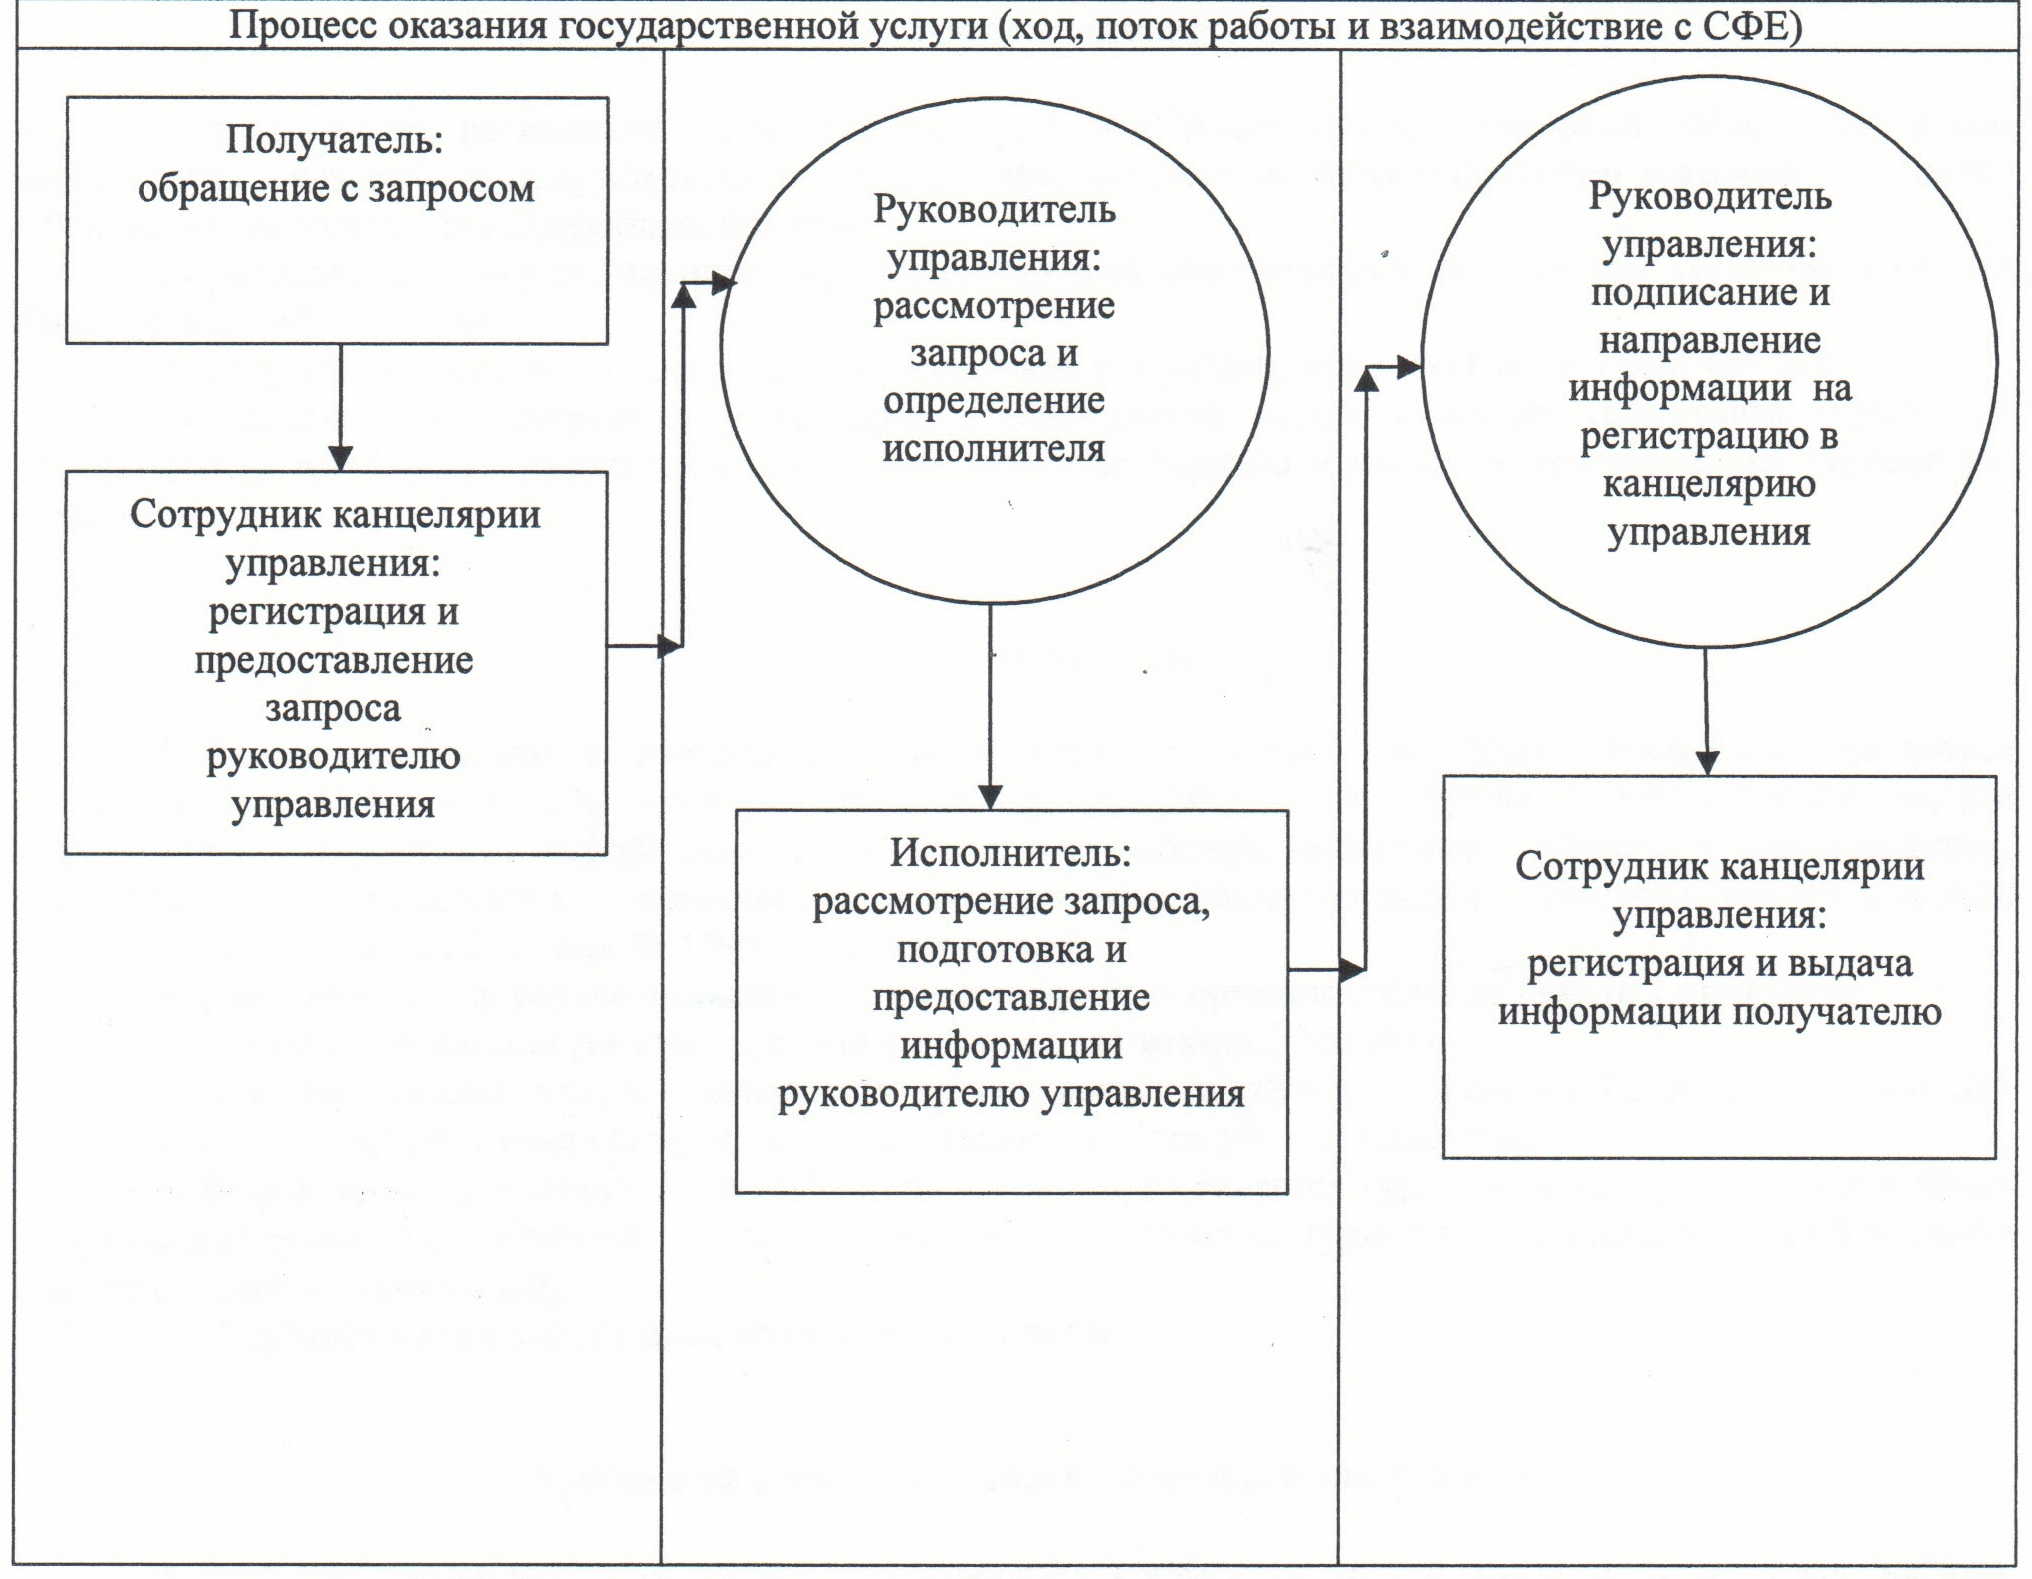 Процесс оказания государственной услуги (ход, поток работы и взаимодействие с СФЕ)
Получатель:
обращение с запросом
Сотрудник канцелярии
управления:
регистрация и
предоставление
запроса
руководителю
управления
Руководитель
управления:
рассмотрение
запроса и
определение
исполнителя
Исполнитель:
рассмотрение запроса,
подготовка и
предоставление
информации
руководителю управления
Руководитель
управления:
подписание и
направление
информации на
регистрацию в
канцелярию
управления
Сотрудник канцелярии
управления:
регистрация и выдача
информации получателю